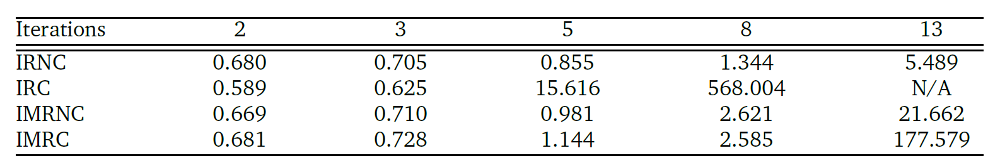 Iterations 2 3 5 8 13
IRNC 0.680 0.705 0.855 1.344 5.489
IRC 0.589 0.625 15.616 568.004 N/A
IMRNC 0.669 0.710 0.981 2.621 21.662
IMRC 0.681 0.728 1.144 2.585 177.579